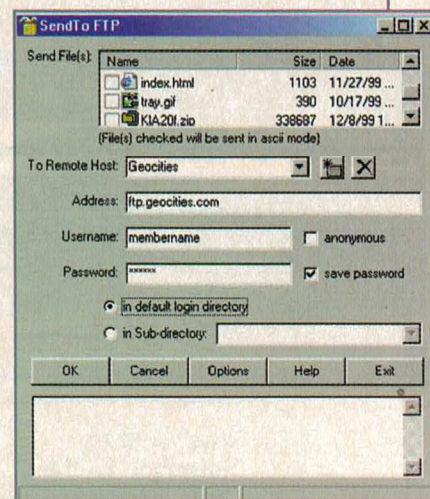 SendTo FTP
Send File(s):
Name Size Date
index.html 1103 11/27/99 ...
tray.gif 390 10/17/99 ...
KIA20f.zip 338687 12/8/99 1...
(File(s) checked will be sent in ascii mode)
To Remote Host: Geocities
Address: ftp.geocities.com
Username: membername anonymous
Password: ****** save password
in default login directory
in Sub-directory:
OK Cancel Options Help Exit